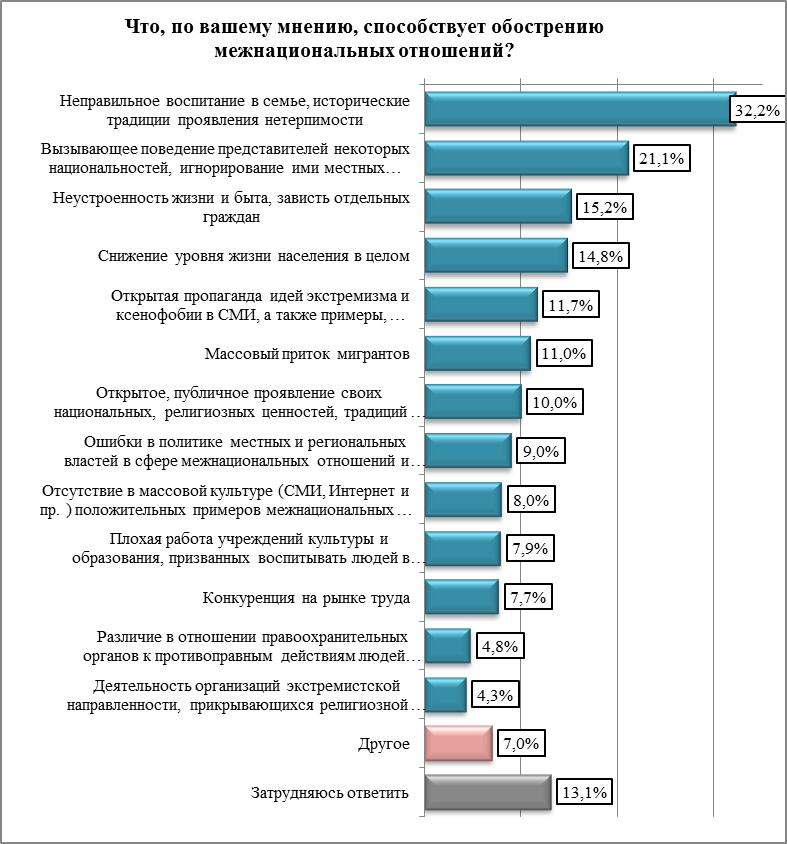 Что, по вашему мнению, способствует обострению
межнациональных отношений?
Неправильное воспитание в семье, исторические
традиции проявления нетерпимости
32,2%
Вызывающее поведение представителей некоторых
национальностей, игнорирование ими местных…
21,1%
Неустроенность жизни и быта, зависть отдельных
граждан
15,2%
Снижение уровня жизни населения в целом
14,8%
Открытая пропаганда идей экстремизма и
ксенофобии в СМИ, а также примеры, …
11,7%
Массовый приток мигрантов
11,0%
Открытое, публичное проявление своих
национальных, религиозных ценностей, традиций …
10,0%
Ошибки в политике местных и региональных
властей в сфере межнациональных отношений и…
9,0%
Отсутствие в массовой культуре (СМИ, Интернет и
пр. ) положительных примеров межнациональных …
8,0%
Плохая работа учреждений культуры и
образования, призванных воспитывать людей в…
7,9%
Конкуренция на рынке труда
7,7%
Различие в отношении правоохранительных
органов к противоправным действиям людей…
4,8%
Деятельность организаций экстремистской
направленности, прикрывающихся религиозной …
4,3%
Другое
7,0%
Затрудняюсь ответить
13,1%